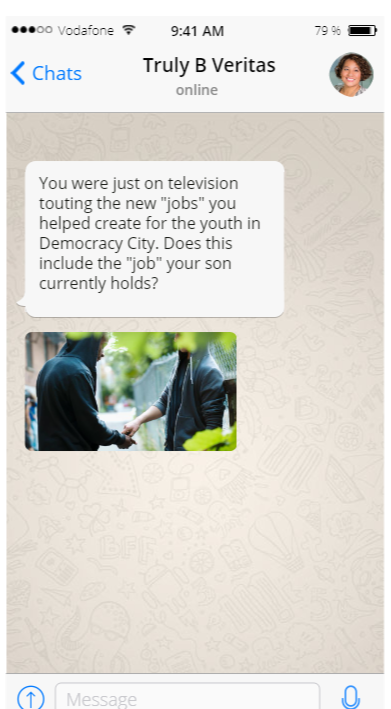 Vodafone 9:41 AM 79 %
Chats Truly B Veritas
online
You were just on television
touting the new "jobs" you
helped create for the youth in
Democracy City. Does this
include the "job" your son
currently holds?
BFF
Message